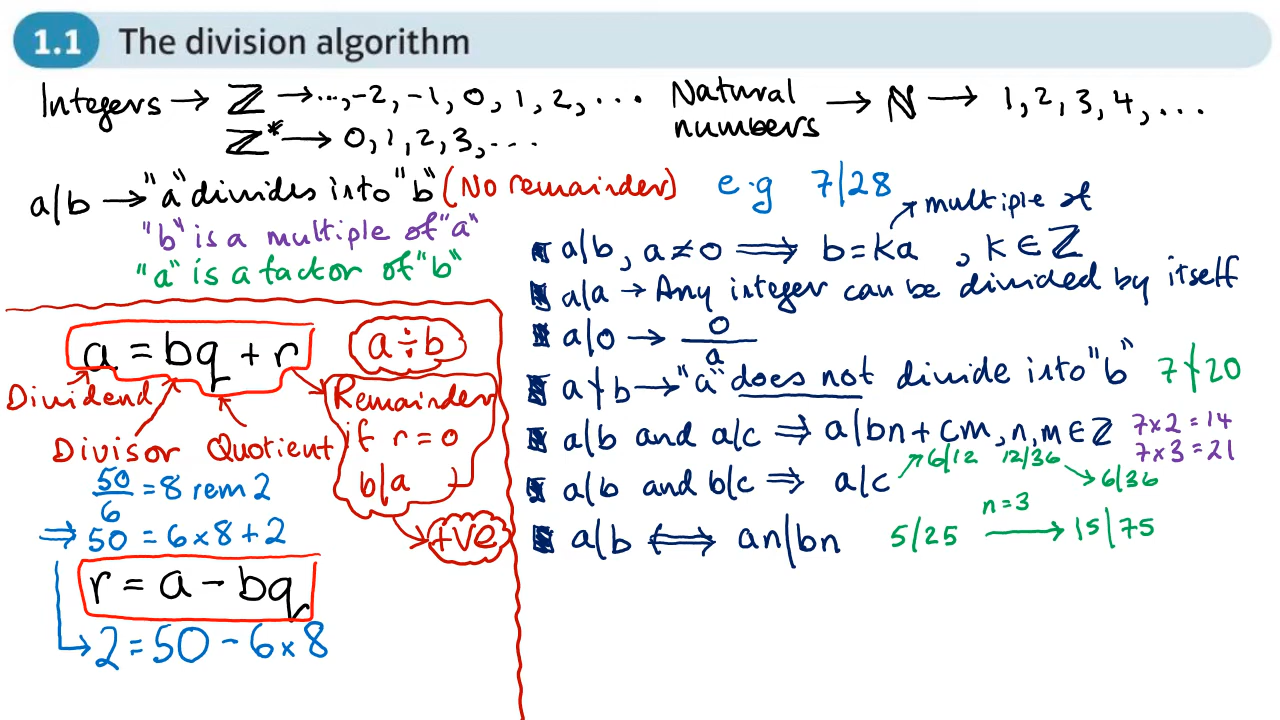 1.1 The division algorithm
Integers → ℤ → ..., -2, -1, 0, 1, 2, ...
ℤ* → 0, 1, 2, 3, ...
Natural numbers → ℕ → 1, 2, 3, 4, ...
a|b → "a" divides into "b" (No remainder) e.g 7|28
"b" is a multiple of "a"
"a" is a factor of "b"
multiple of
a|b, a ≠ 0 ⟹ b = ka , k ∈ ℤ
a|a → Any integer can be divided by itself
a|0 → 0/a
a∤b → "a" does not divide into "b" 7∤20
7×2 = 14
7×3 = 21
a|b and a|c ⟹ a|bn + cm, n, m ∈ ℤ
a|b and b|c ⟹ a|c
6|12 12|36
6|36
a|b ⟺ an|bn
5|25 n=3 → 15|75
a = bq + r
a ÷ b
Dividend
Divisor
Quotient
Remainder
if r = 0
b|a
+ve
50/6 = 8 rem 2
⟹ 50 = 6×8+2
r = a - bq
2 = 50 - 6×8